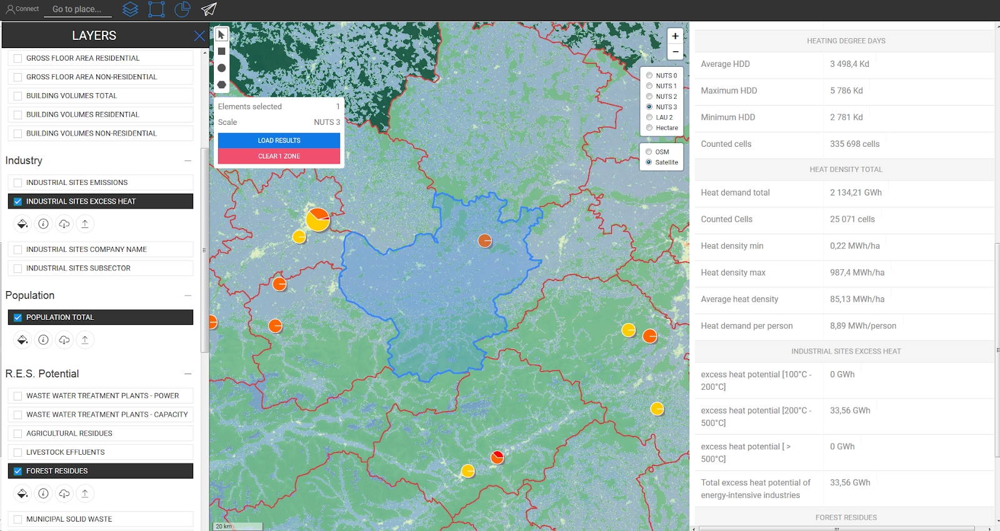 Connect
Go to place...
LAYERS
GROSS FLOOR AREA RESIDENTIAL
GROSS FLOOR AREA NON-RESIDENTIAL
BUILDING VOLUMES TOTAL
BUILDING VOLUMES RESIDENTIAL
BUILDING VOLUMES NON-RESIDENTIAL
Industry
INDUSTRIAL SITES EMISSIONS
INDUSTRIAL SITES EXCESS HEAT
INDUSTRIAL SITES COMPANY NAME
INDUSTRIAL SITES SUBSECTOR
Population
POPULATION TOTAL
R.E.S. Potential
WASTE WATER TREATMENT PLANTS - POWER
WASTE WATER TREATMENT PLANTS - CAPACITY
AGRICULTURAL RESIDUES
LIVESTOCK EFFLUENTS
FOREST RESIDUES
MUNICIPAL SOLID WASTE
Elements selected 1
Scale NUTS 3
LOAD RESULTS
CLEAR 1 ZONE
+
−
NUTS 0
NUTS 1
NUTS 2
NUTS 3
LAU 2
Hectare
OSM
Satellite
20 km
HEATING DEGREE DAYS
Average HDD 3 498,4 Kd
Maximum HDD 5 786 Kd
Minimum HDD 2 781 Kd
Counted cells 335 698 cells
HEAT DENSITY TOTAL
Heat demand total 2 134,21 GWh
Counted Cells 25 071 cells
Heat density min 0,22 MWh/ha
Heat density max 987,4 MWh/ha
Average heat density 85,13 MWh/ha
Heat demand per person 8,89 MWh/person
INDUSTRIAL SITES EXCESS HEAT
excess heat potential [100°C - 0 GWh
200°C]
excess heat potential [200°C - 33,56 GWh
500°C]
excess heat potential [ > 0 GWh
500°C]
Total excess heat potential of 33,56 GWh
energy-intensive industries
FOREST RESIDUES